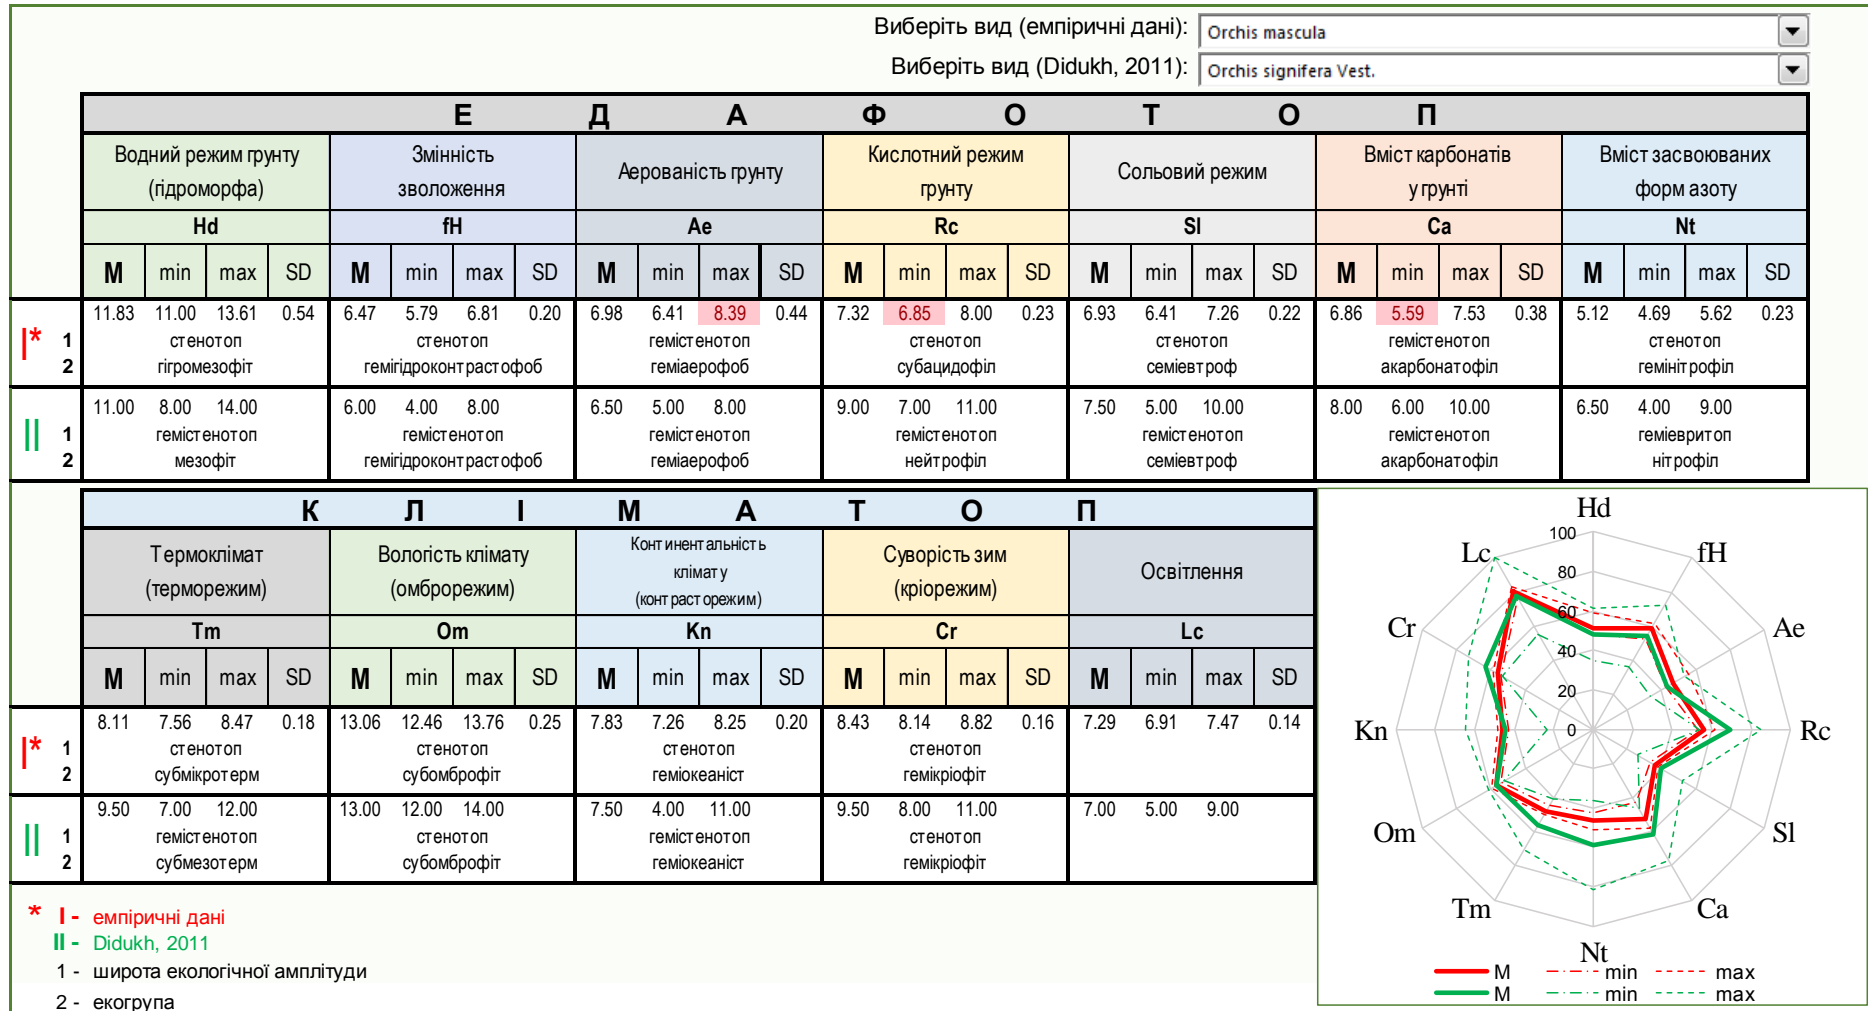 Виберіть вид (емпіричні дані): Orchis mascula
Виберіть вид (Didukh, 2011): Orchis signifera Vest.
Е Д А Ф О Т О П
Водний режим ґрунту (гідроморфа) Змінність зволоження Аерованість ґрунту Кислотний режим ґрунту Сольовий режим Вміст карбонатів у ґрунті Вміст засвоюваних форм азоту
Hd fH Ae Rc Sl Ca Nt
M min max SD M min max SD M min max SD M min max SD M min max SD M min max SD M min max SD
11.83 11.00 13.61 0.54 6.47 5.79 6.81 0.20 6.98 6.41 8.39 0.44 7.32 6.85 8.00 0.23 6.93 6.41 7.26 0.22 6.86 5.59 7.53 0.38 5.12 4.69 5.62 0.23
I* 1 стенотоп стенотоп гемістенотоп стенотоп стенотоп гемістенотоп стенотоп
2 гігромезофіт гемігідроконтрастофоб геміаерофоб субацидофіл семіевтроф акарбонатофіл гемінітрофіл
11.00 8.00 14.00 6.00 4.00 8.00 6.50 5.00 8.00 9.00 7.00 11.00 7.50 5.00 10.00 8.00 6.00 10.00 6.50 4.00 9.00
II 1 гемістенотоп гемістенотоп гемістенотоп гемістенотоп гемістенотоп гемістенотоп геміевритоп
2 мезофіт гемігідроконтрастофоб геміаерофоб нейтрофіл семіевтроф акарбонатофіл нітрофіл
К Л І М А Т О П
Термоклімат (терморежим) Вологість клімату (омброрежим) Континентальність клімату (контрасторежим) Суворість зим (кріорежим) Освітлення
Tm Om Kn Cr Lc
M min max SD M min max SD M min max SD M min max SD M min max SD
8.11 7.56 8.47 0.18 13.06 12.46 13.76 0.25 7.83 7.26 8.25 0.20 8.43 8.14 8.82 0.16 7.29 6.91 7.47 0.14
I* 1 стенотоп стенотоп стенотоп стенотоп
2 субмікротерм субомброфіт геміокеаніст гемікріофіт
9.50 7.00 12.00 13.00 12.00 14.00 7.50 4.00 11.00 9.50 8.00 11.00 7.00 5.00 9.00
II 1 гемістенотоп стенотоп гемістенотоп стенотоп
2 субмезотерм субомброфіт геміокеаніст гемікріофіт
Hd
100
Lc fH
80
60
Cr Ae
40
20
Kn 0 Rc
Om Sl
Tm Ca
Nt
M min max
M min max
* I - емпіричні дані
II - Didukh, 2011
1 - широта екологічної амплітуди
2 - екогрупа